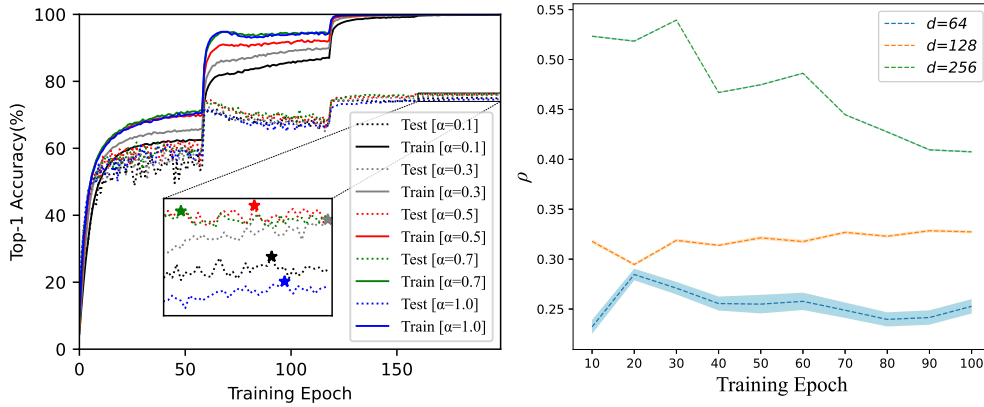 Top-1 Accuracy(%)
100
80
60
40
20
0
0
50
100
150
Training Epoch
Test [α=0.1]
Train [α=0.1]
Test [α=0.3]
Train [α=0.3]
Test [α=0.5]
Train [α=0.5]
Test [α=0.7]
Train [α=0.7]
Test [α=1.0]
Train [α=1.0]
ρ
0.55
0.50
0.45
0.40
0.35
0.30
0.25
10 20 30 40 50 60 70 80 90 100
Training Epoch
d=64
d=128
d=256